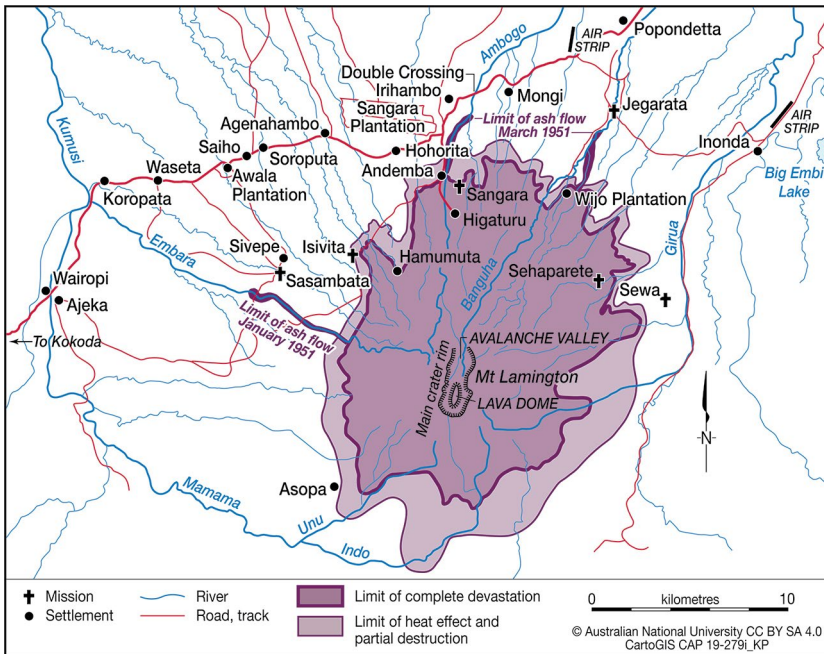 Popondetta
AIR
STRIP
Ambogo
Double Crossing
Irihambo
Mongi
Jegarata
Sangara
Plantation
Limit of ash flow
March 1951
AIR
STRIP
Kumusi
Agenahambo
Hohorita
Inonda
Saiho
Soroputa
Waseta
Andemba
Big Embi
Lake
Awala
Plantation
Sangara
Wijo Plantation
Koropata
Higaturu
Embara
Sivepe
Isivita
Girua
Hamumuta
Banguha
Sehaparete
Sasambata
Wairopi
Sewa
Ajeka
Limit of ash flow
January 1951
To Kokoda
AVALANCHE VALLEY
Main crater rim
Mt Lamington
LAVA DOME
-N-
Asopa
Mamama
Unu
Indo
Mission
River
Limit of complete devastation
0 kilometres 10
Settlement
Road, track
Limit of heat effect and
partial destruction
© Australian National University CC BY SA 4.0
CartoGIS CAP 19-279i_KP